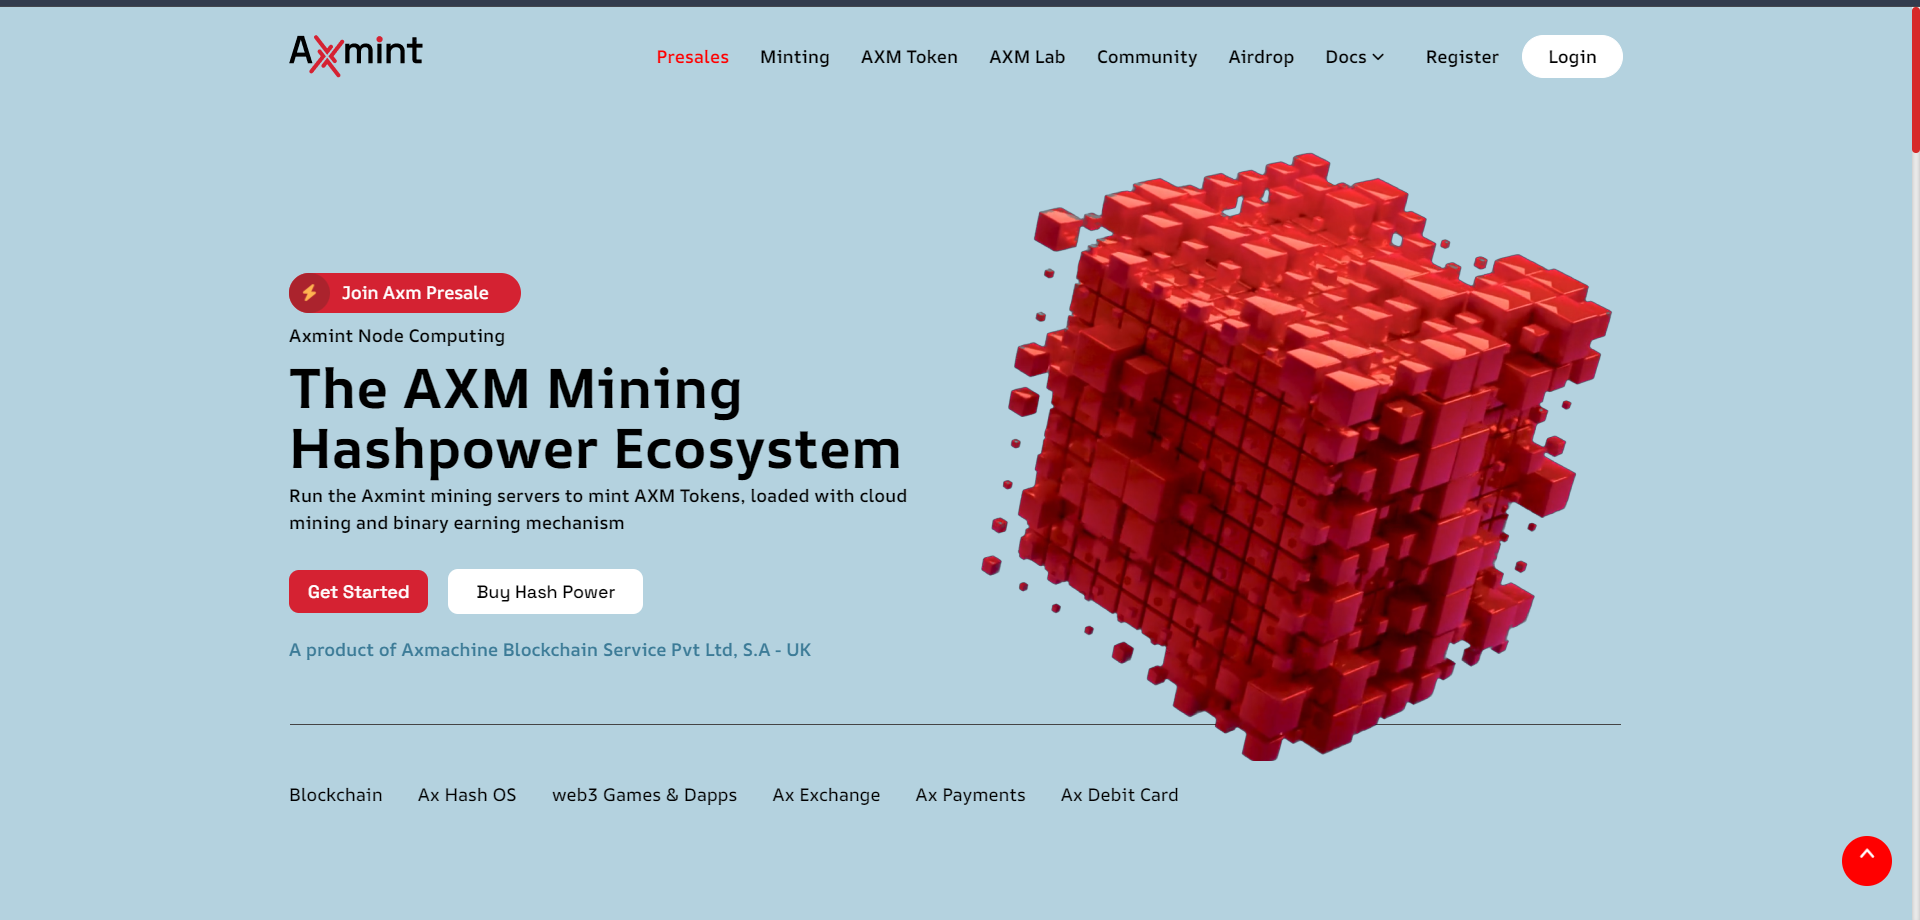 Axmint
Presales Minting AXM Token AXM Lab Community Airdrop Docs Register Login
Join Axm Presale
Axmint Node Computing
The AXM Mining
Hashpower Ecosystem
Run the Axmint mining servers to mint AXM Tokens, loaded with cloud
mining and binary earning mechanism
Get Started Buy Hash Power
A product of Axmachine Blockchain Service Pvt Ltd, S.A - UK
Blockchain Ax Hash OS web3 Games & Dapps Ax Exchange Ax Payments Ax Debit Card